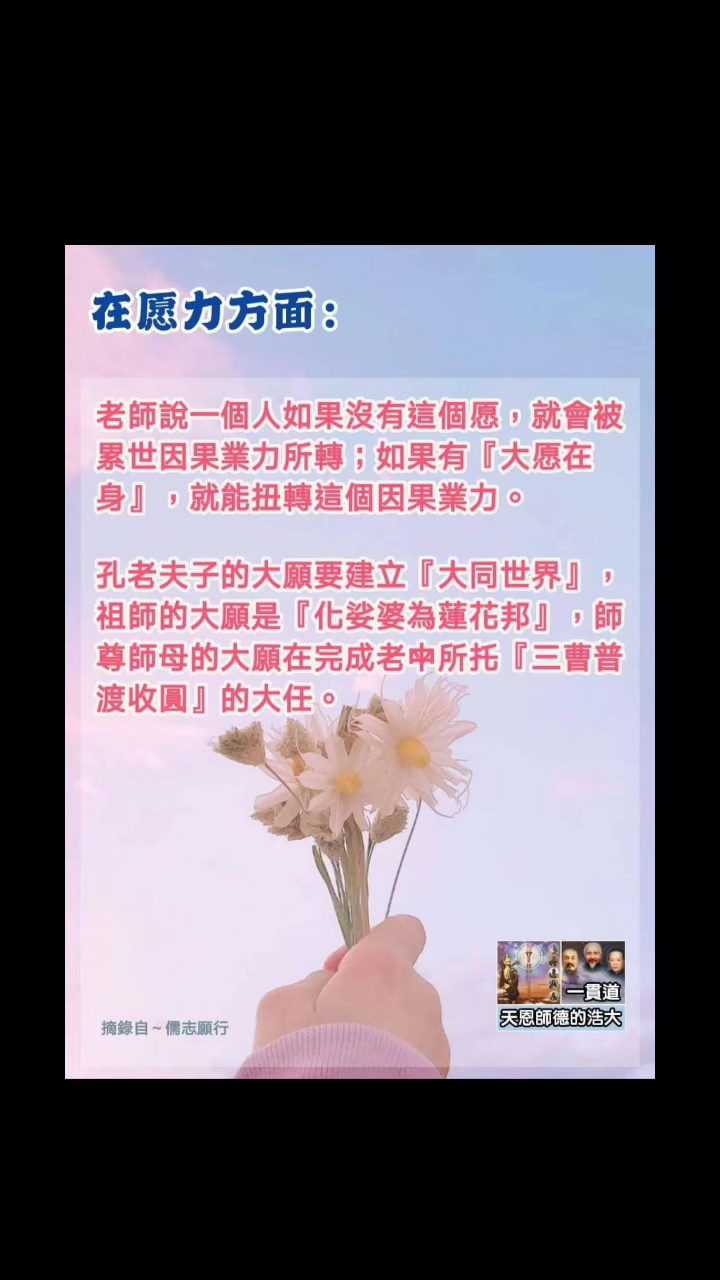 在愿力方面：
老師說一個人如果沒有這個愿，就會被
累世因果業力所轉；如果有『大愿在
身』，就能扭轉這個因果業力。
孔老夫子的大願要建立『大同世界』，
祖師的大願是『化娑婆為蓮花邦』，師
尊師母的大願在完成老申所托『三曹普
渡收圓』的大任。
摘錄自～儒志願行
一貫道
天恩師德的浩大